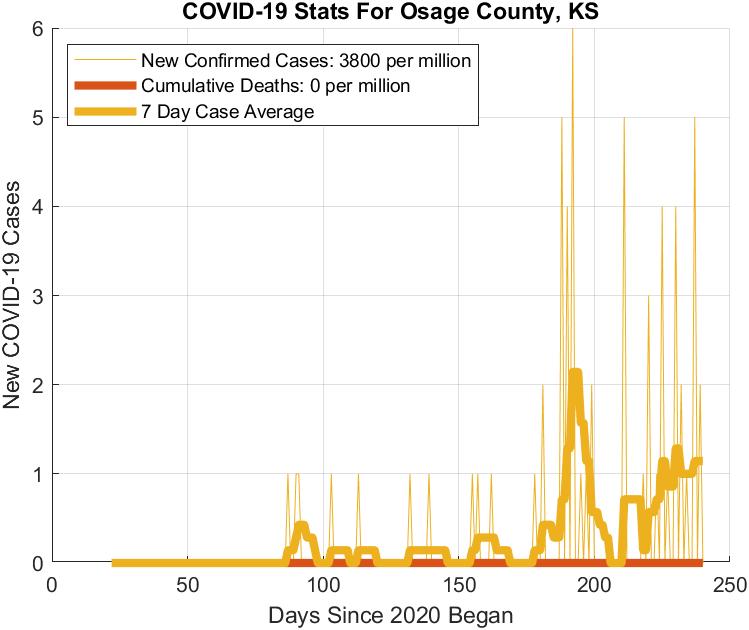 COVID-19 Stats For Osage County, KS
New Confirmed Cases: 3800 per million
Cumulative Deaths: 0 per million
7 Day Case Average
New COVID-19 Cases
6
5
4
3
2
1
0
0 50 100 150 200 250
Days Since 2020 Began